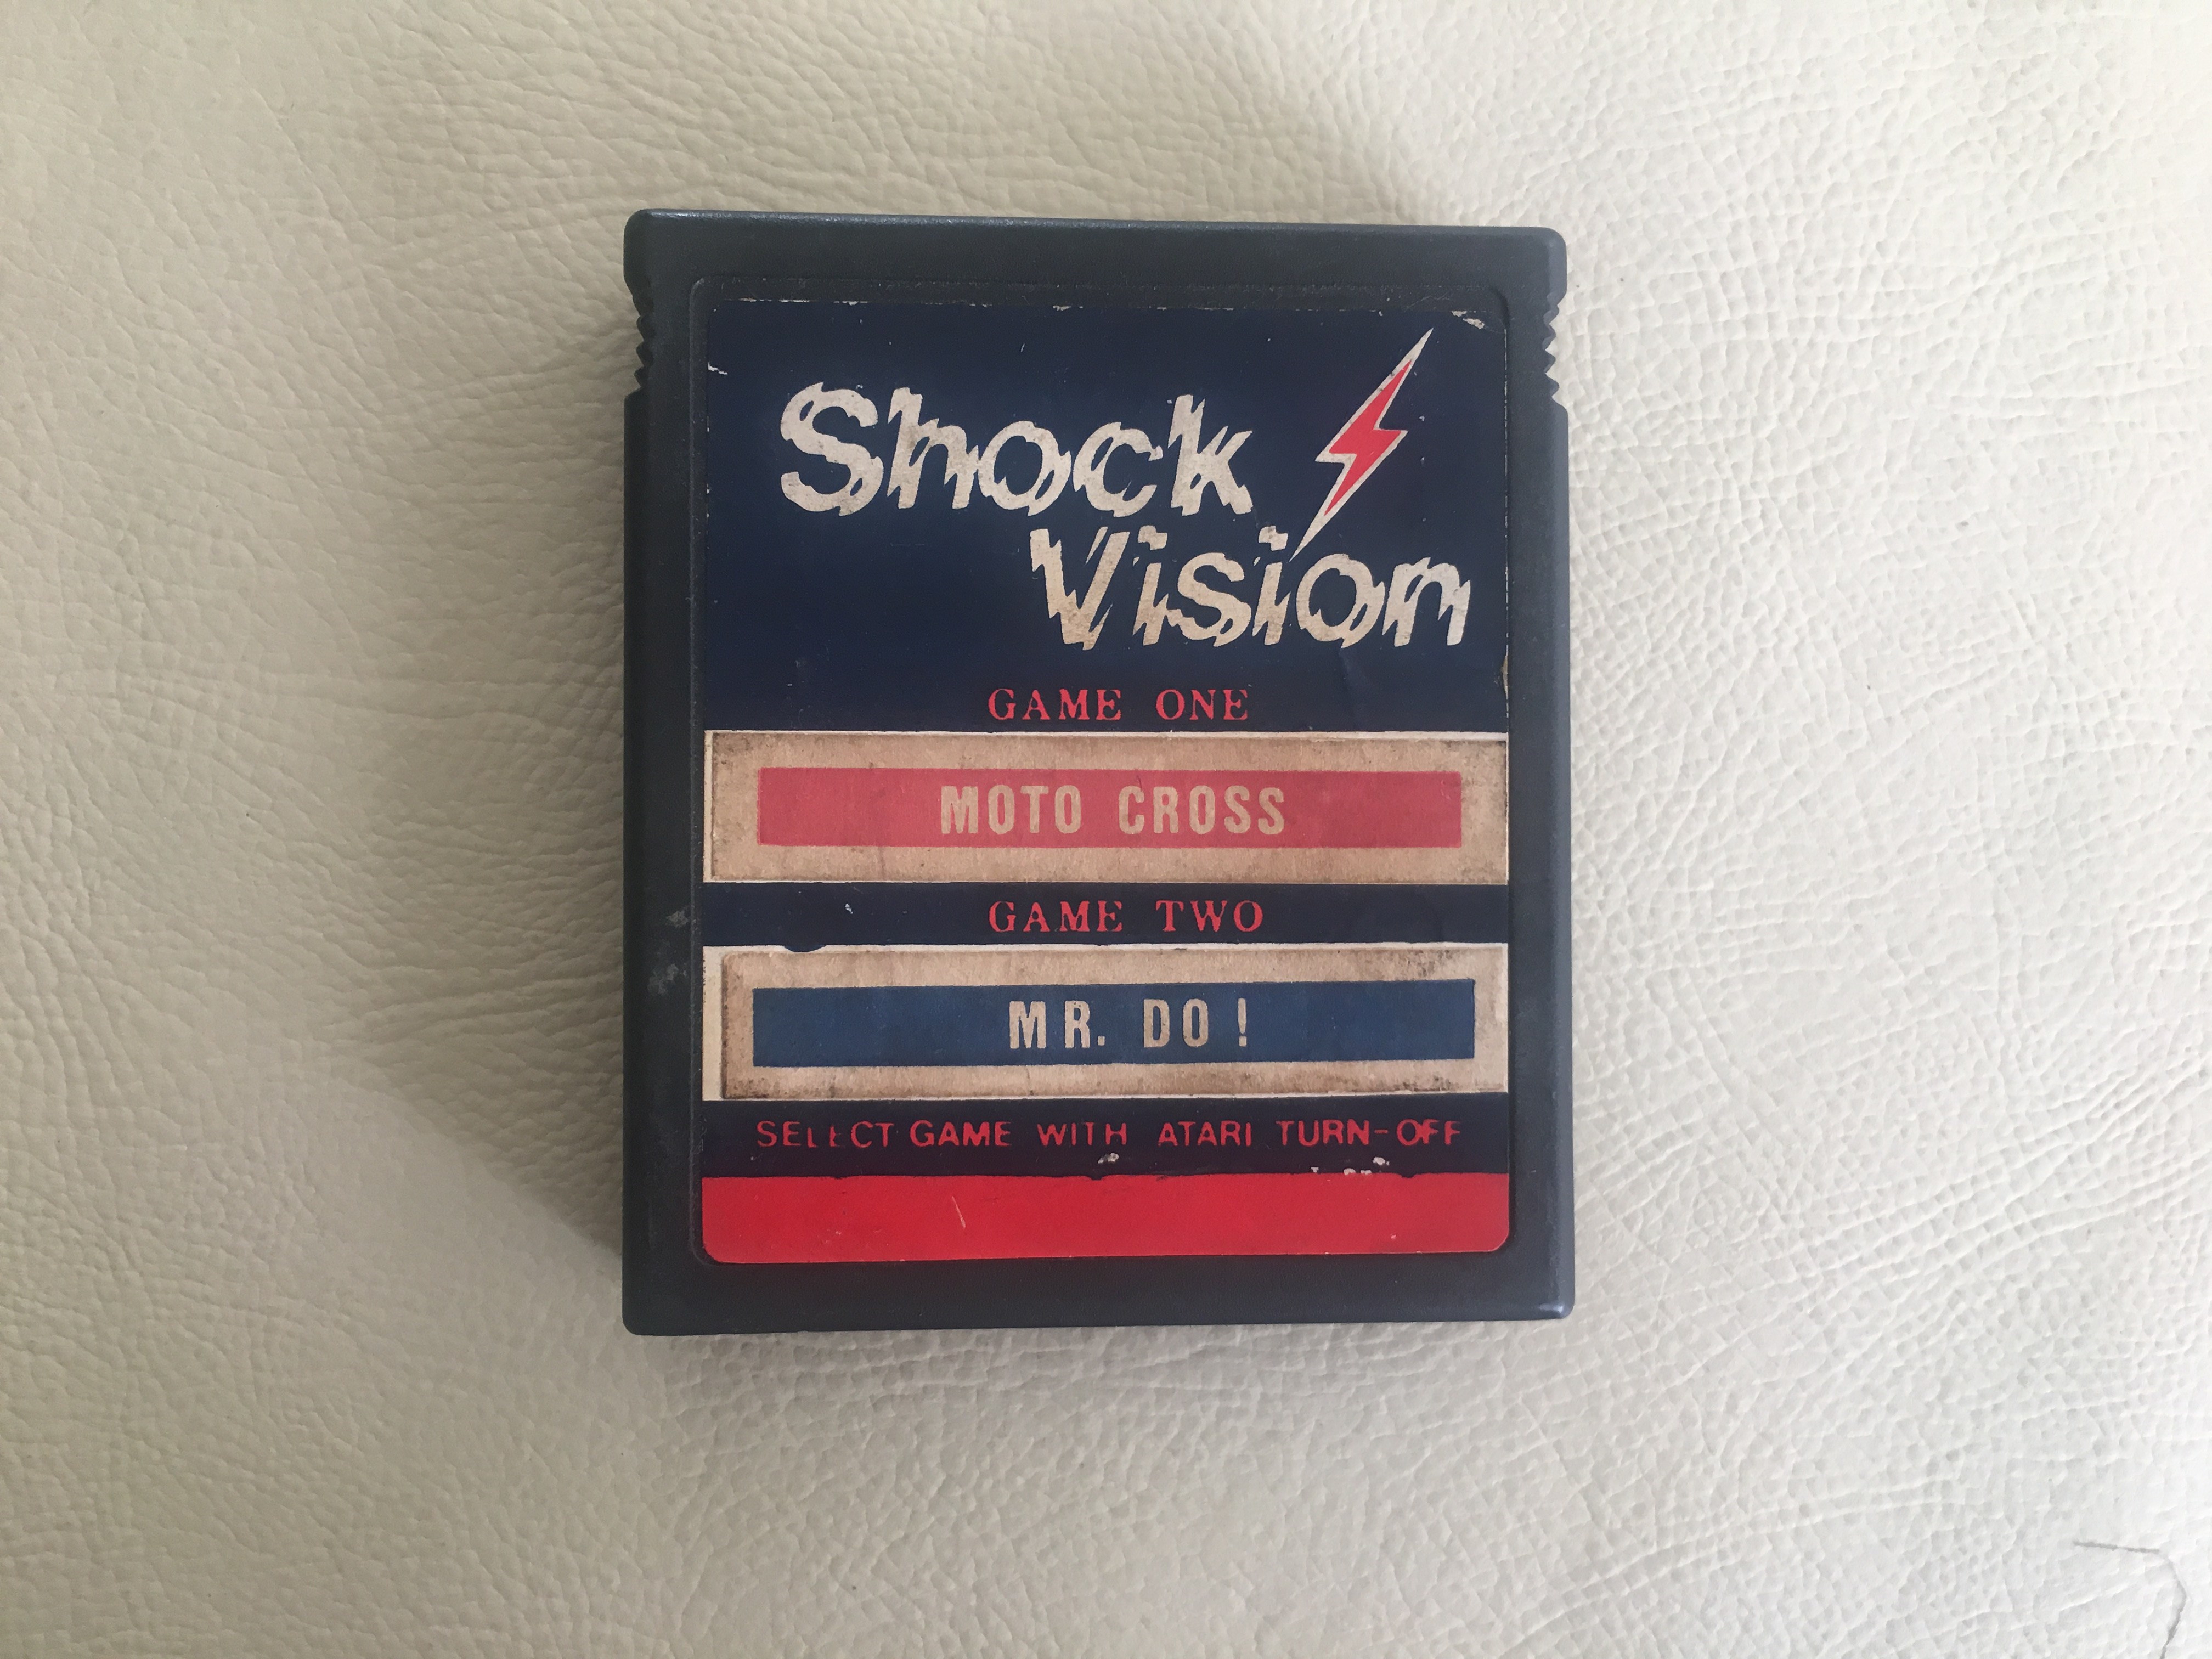 Shock
Vision
GAME ONE
MOTO CROSS
GAME TWO
MR. DO!
SELECT GAME WITH ATARI TURN-OFF